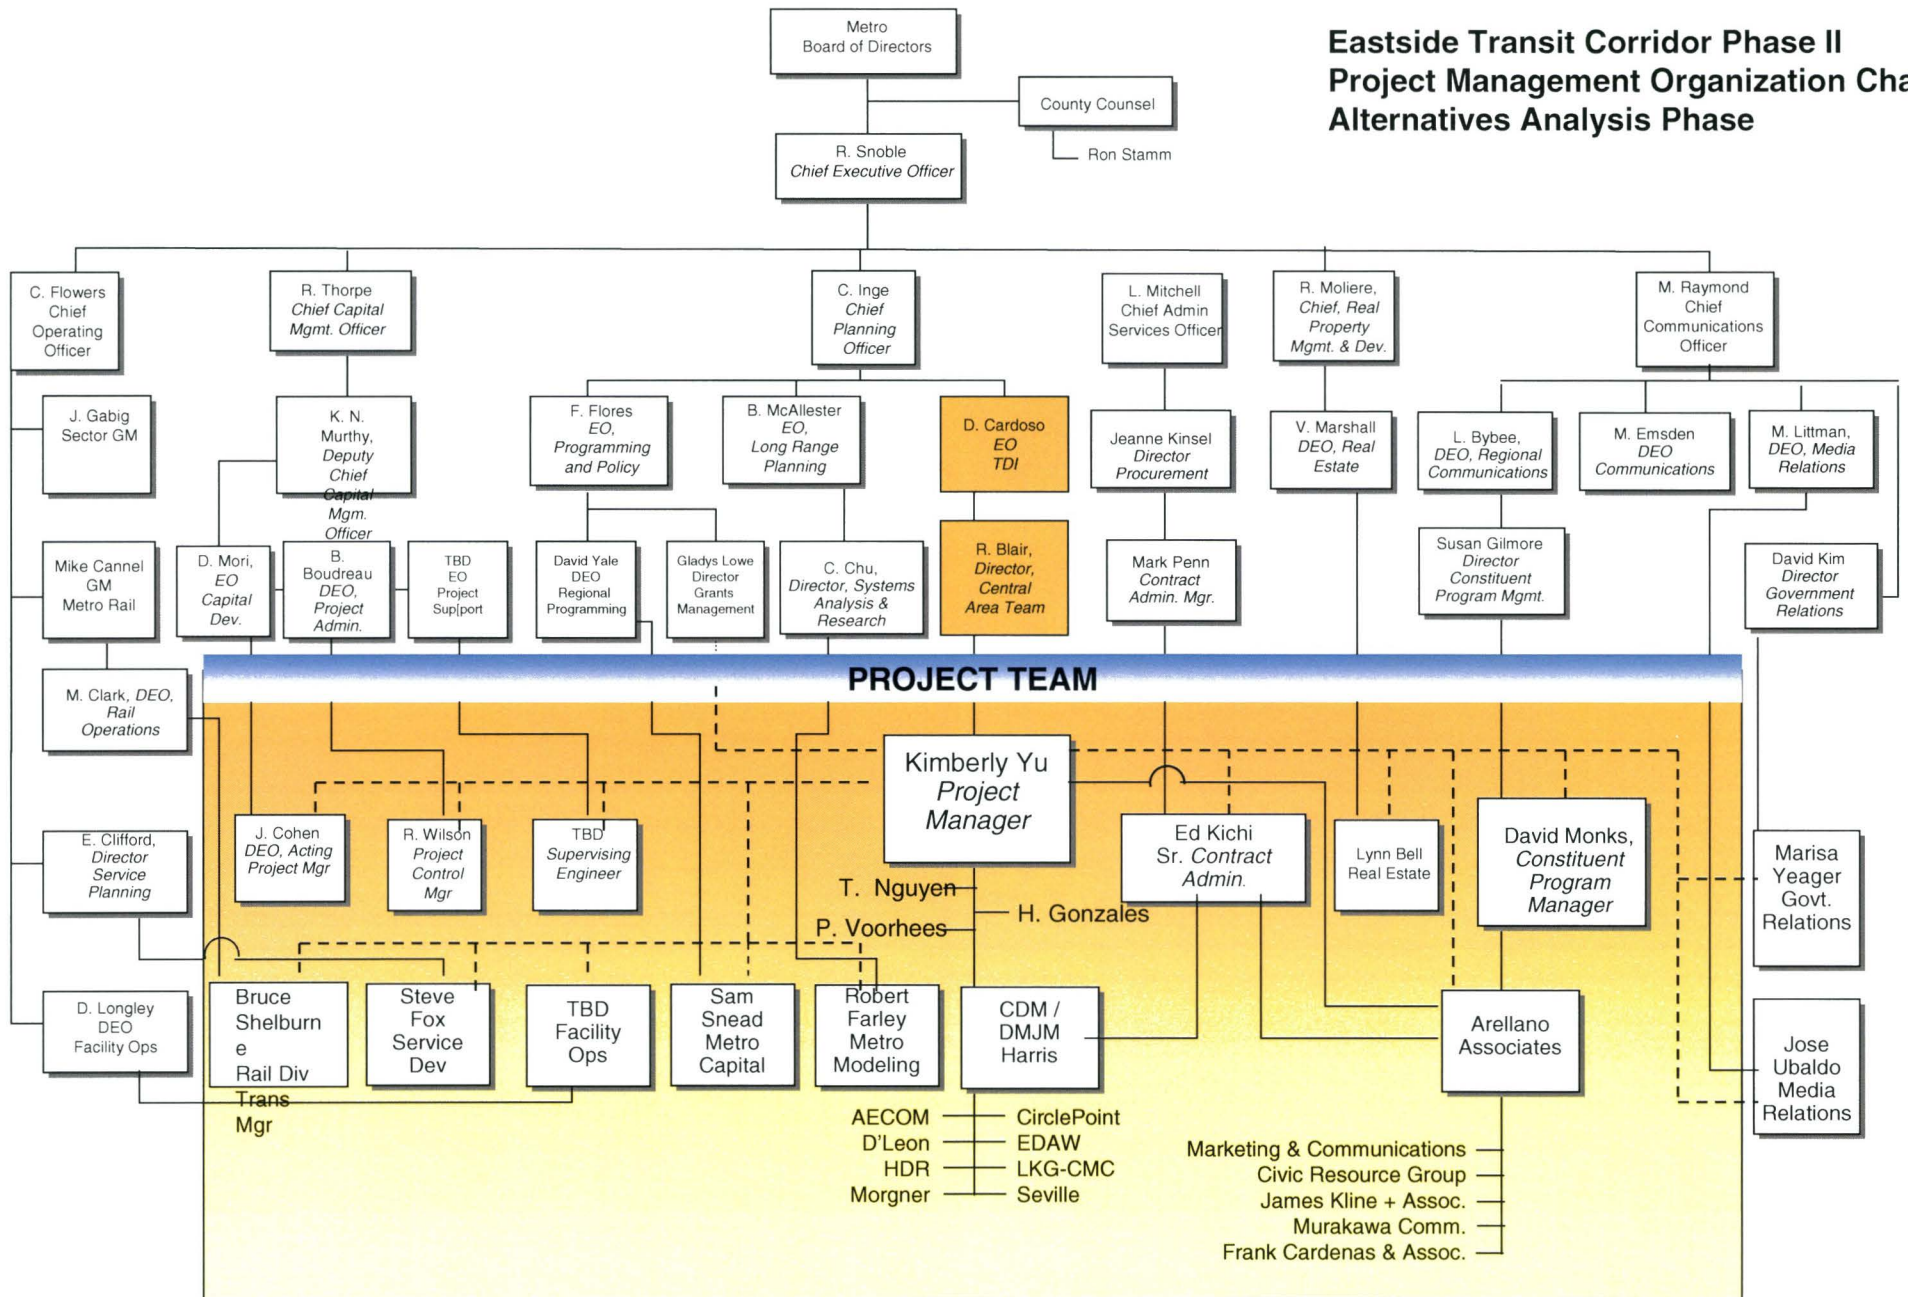 Metro
Board of Directors
Eastside Transit Corridor Phase II
Project Management Organization Cha
Alternatives Analysis Phase
County Counsel
Ron Stamm
R. Snoble
Chief Executive Officer
C. Flowers
Chief
Operating
Officer
R. Thorpe
Chief Capital
Mgmt. Officer
C. Inge
Chief
Planning
Officer
L. Mitchell
Chief Admin
Services Officer
R. Moliere,
Chief, Real
Property
Mgmt. & Dev.
M. Raymond
Chief
Communications
Officer
J. Gabig
Sector GM
K. N.
Murthy,
Deputy
Chief
Capital
Mgm.
Officer
F. Flores
EO,
Programming
and Policy
B. McAllester
EO,
Long Range
Planning
D. Cardoso
EO
TDI
Jeanne Kinsel
Director
Procurement
V. Marshall
DEO, Real
Estate
L. Bybee,
DEO, Regional
Communications
M. Emsden
DEO
Communications
M. Littman,
DEO, Media
Relations
Mike Cannel
GM
Metro Rail
D. Mori,
EO
Capital
Dev.
B.
Boudreau
DEO,
Project
Admin.
TBD
EO
Project
Sup[port
David Yale
DEO
Regional
Programming
Gladys Lowe
Director
Grants
Management
C. Chu,
Director, Systems
Analysis &
Research
R. Blair,
Director,
Central
Area Team
Mark Penn
Contract
Admin. Mgr.
Susan Gilmore
Director
Constituent
Program Mgmt.
David Kim
Director
Government
Relations
M. Clark, DEO,
Rail
Operations
PROJECT TEAM
Kimberly Yu
Project
Manager
E. Clifford,
Director
Service
Planning
J. Cohen
DEO, Acting
Project Mgr
R. Wilson
Project
Control
Mgr
TBD
Supervising
Engineer
Ed Kichi
Sr. Contract
Admin.
Lynn Bell
Real Estate
David Monks,
Constituent
Program
Manager
Marisa
Yeager
Govt.
Relations
T. Nguyen
H. Gonzales
P. Voorhees
D. Longley
DEO
Facility Ops
Bruce
Shelburn
e
Rail Div
Trans
Mgr
Steve
Fox
Service
Dev
TBD
Facility
Ops
Sam
Snead
Metro
Capital
Robert
Farley
Metro
Modeling
CDM /
DMJM
Harris
Arellano
Associates
Jose
Ubaldo
Media
Relations
AECOM
CirclePoint
D'Leon
EDAW
HDR
LKG-CMC
Morgner
Seville
Marketing & Communications
Civic Resource Group
James Kline + Assoc.
Murakawa Comm.
Frank Cardenas & Assoc.